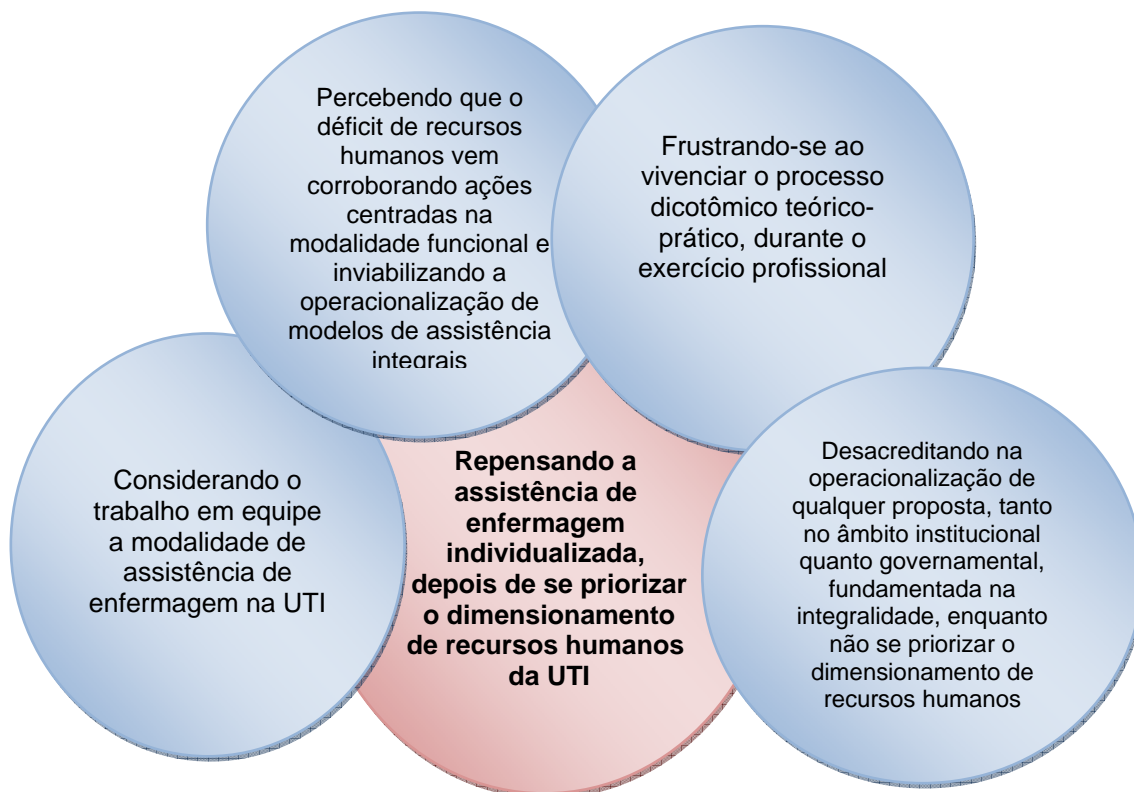 Percebendo que o
déficit de recursos
humanos vem
corroborando ações
centradas na
modalidade funcional e
inviabilizando a
operacionalização de
modelos de assistência
integrais
Frustrando-se ao
vivenciar o processo
dicotômico teórico-
prático, durante o
exercício profissional
Considerando o
trabalho em equipe
a modalidade de
assistência de
enfermagem na UTI
Repensando a
assistência de
enfermagem
individualizada,
depois de se priorizar
o dimensionamento
de recursos humanos
da UTI
Desacreditando na
operacionalização de
qualquer proposta, tanto
no âmbito institucional
quanto governamental,
fundamentada na
integralidade, enquanto
não se priorizar o
dimensionamento de
recursos humanos